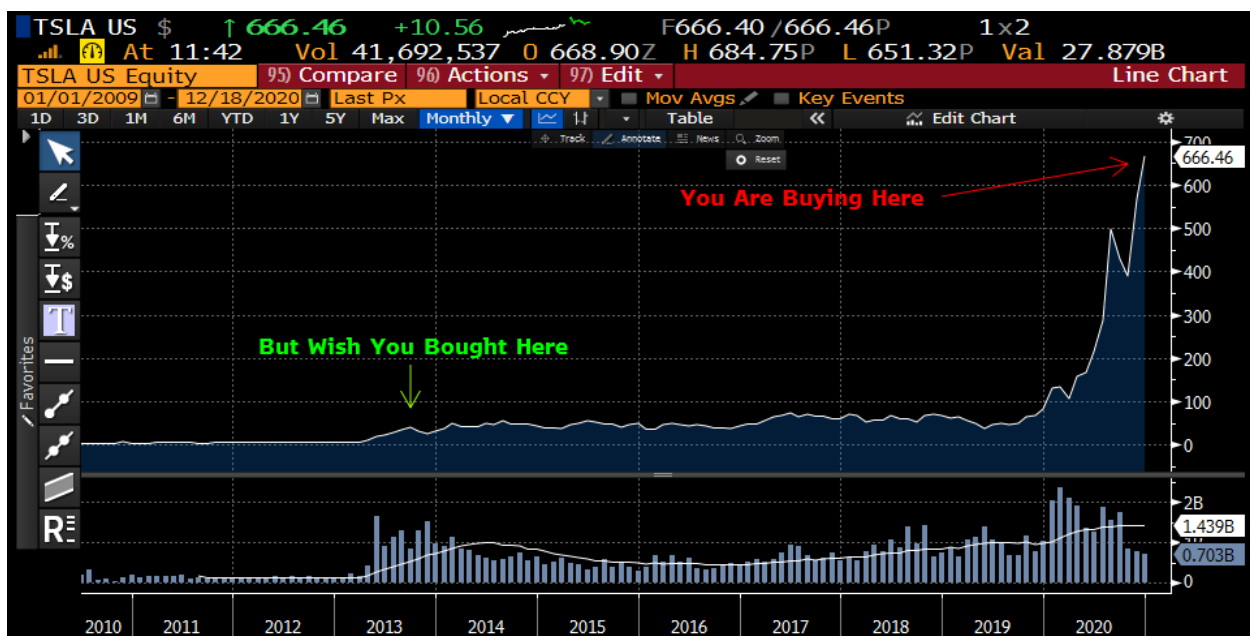 TSLA US $ ↑ 666.46 +10.56 F666.40 /666.46P 1×2
At 11:42 Vol 41,692,537 O 668.90Z H 684.75P L 651.32P Val 27.879B
TSLA US Equity 95) Compare 96) Actions 97) Edit Line Chart
01/01/2009 - 12/18/2020 Last Px Local CCY Mov Avgs Key Events
1D 3D 1M 6M YTD 1Y 5Y Max Monthly ▼ Table « Edit Chart
Track Annotate News Zoom
Reset
700
666.46
You Are Buying Here
600
%
500
$
400
T
300
But Wish You Bought Here
Favorites
200
100
0
R
2B
1.439B
0.703B
0
2010 2011 2012 2013 2014 2015 2016 2017 2018 2019 2020